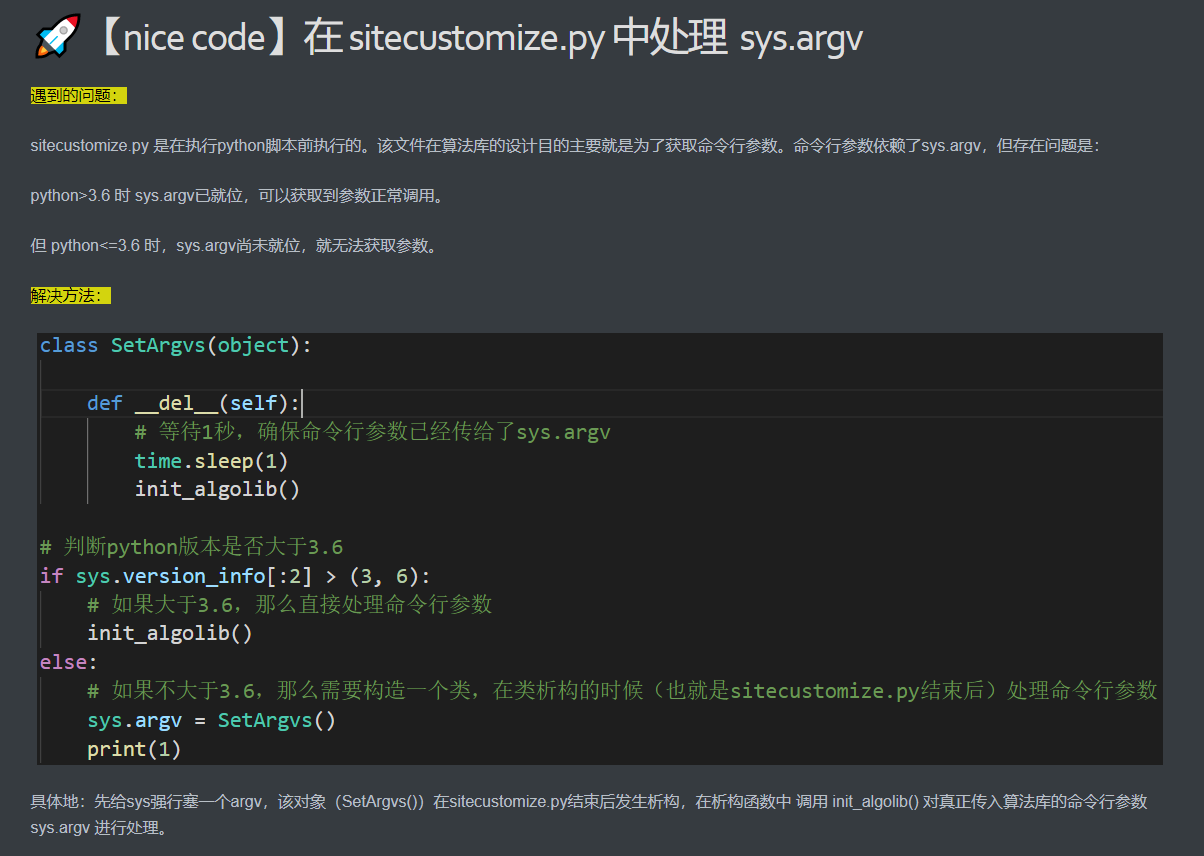 🚀【nice code】在 sitecustomize.py 中处理 sys.argv
遇到的问题：
sitecustomize.py 是在执行python脚本前执行的。该文件在算法库的设计目的主要就是为了获取命令行参数。命令行参数依赖了sys.argv，但存在问题是：
python>3.6 时 sys.argv已就位，可以获取到参数正常调用。
但 python<=3.6 时，sys.argv尚未就位，就无法获取参数。
解决方法：
class SetArgvs(object):
def __del__(self):
# 等待1秒，确保命令行参数已经传给了sys.argv
time.sleep(1)
init_algolib()
# 判断python版本是否大于3.6
if sys.version_info[:2] > (3, 6):
# 如果大于3.6，那么直接处理命令行参数
init_algolib()
else:
# 如果不大于3.6，那么需要构造一个类，在类析构的时候（也就是sitecustomize.py结束后）处理命令行参数
sys.argv = SetArgvs()
print(1)
具体地：先给sys强行塞一个argv，该对象（SetArgvs()）在sitecustomize.py结束后发生析构，在析构函数中 调用 init_algolib() 对真正传入算法库的命令行参数
sys.argv 进行处理。